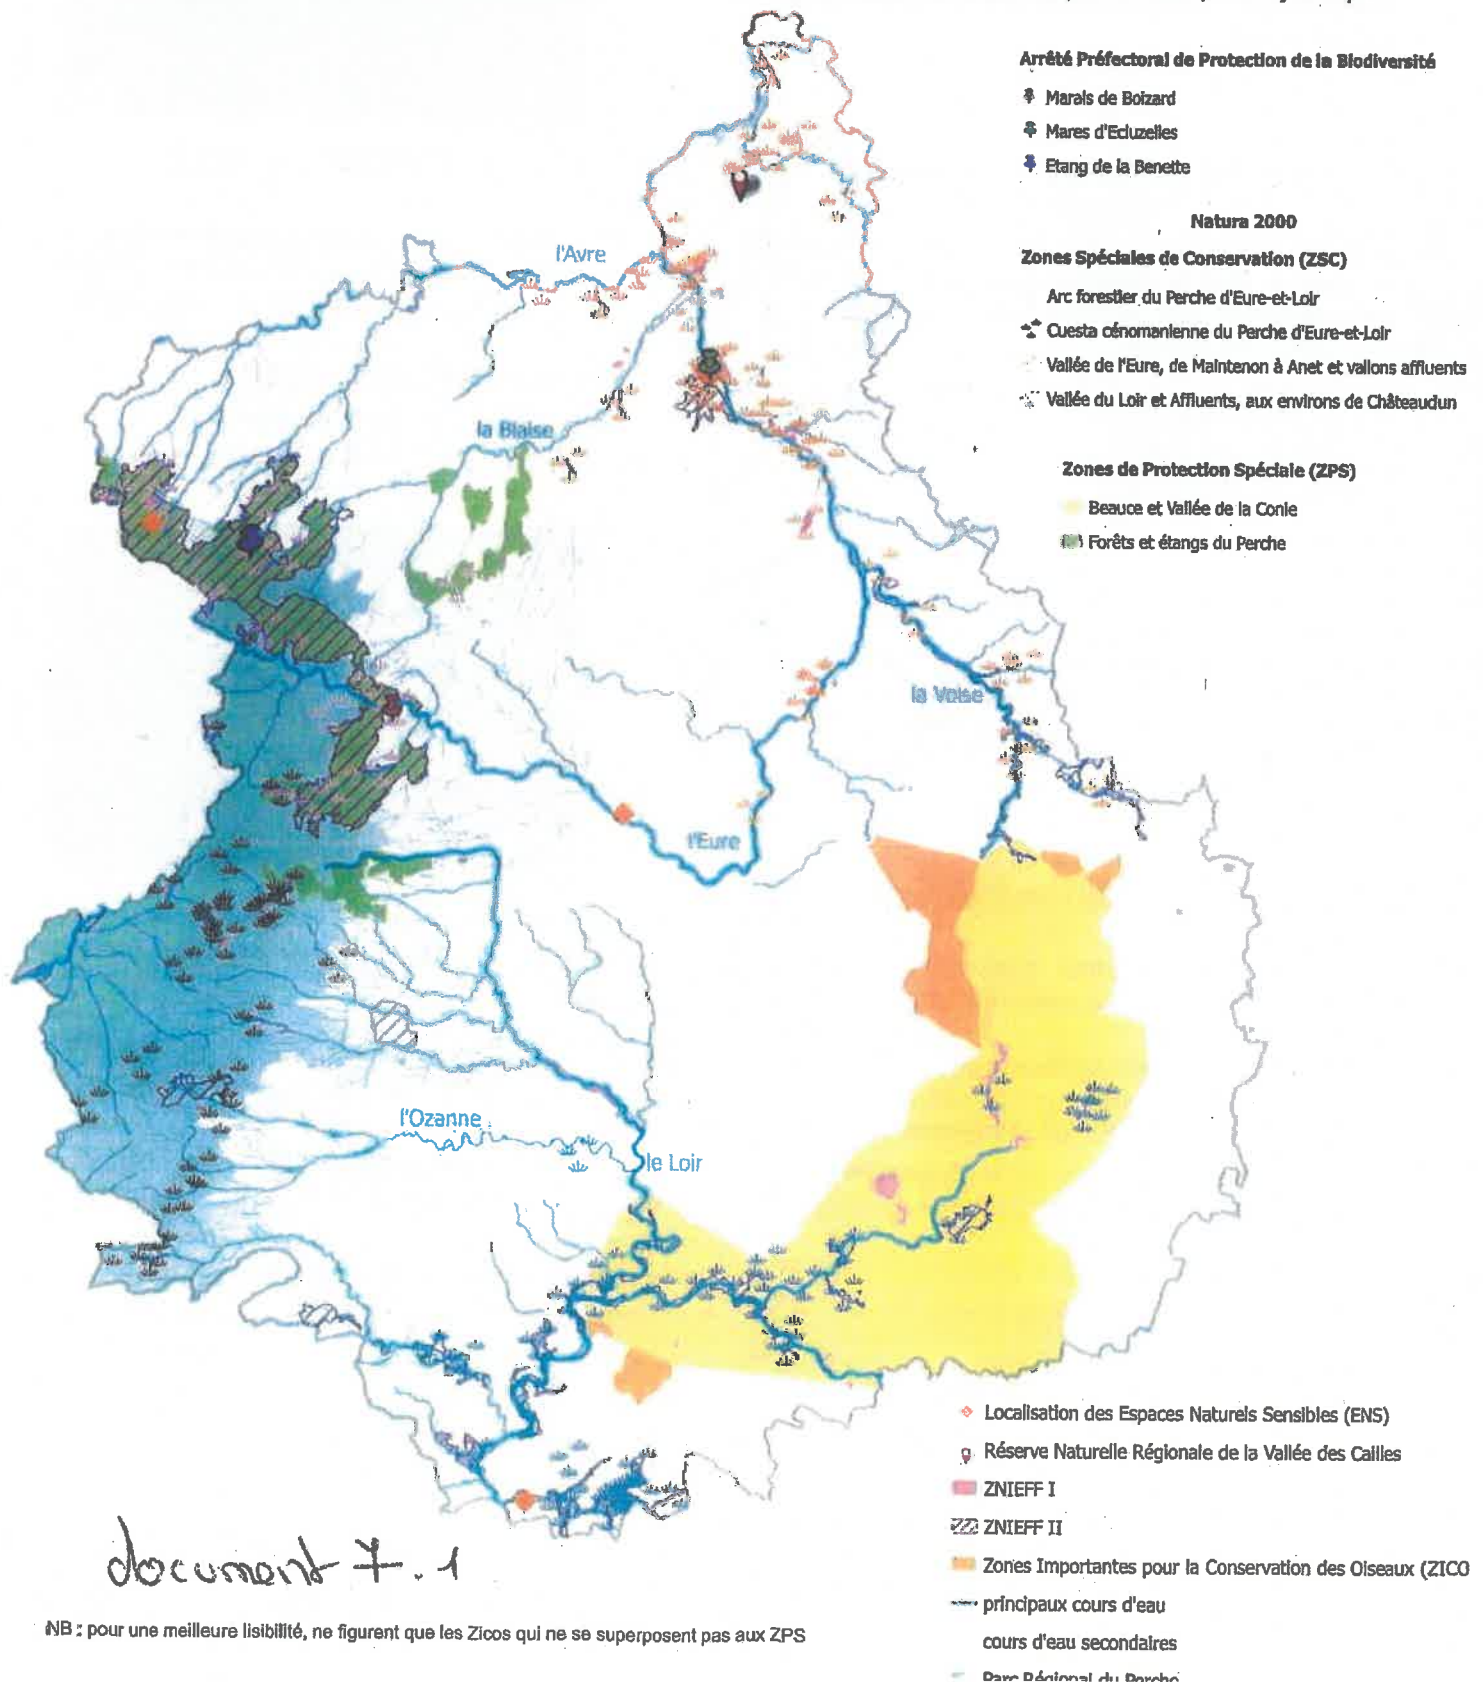 Arrêté Préfectoral de Protection de la Biodiversité
Marais de Boizard
Mares d'Ecluzelles
Etang de la Benette
Natura 2000
Zones Spéciales de Conservation (ZSC)
Arc forestier du Perche d'Eure-et-Loir
Cuesta cénomanienne du Perche d'Eure-et-Loir
Vallée de l'Eure, de Maintenon à Anet et vallons affluents
Vallée du Loir et Affluents, aux environs de Châteaudun
Zones de Protection Spéciale (ZPS)
Beauce et Vallée de la Conie
Forêts et étangs du Perche
l'Avre
la Blaise
la Voise
l'Eure
l'Ozanne
le Loir
Localisation des Espaces Naturels Sensibles (ENS)
Réserve Naturelle Régionale de la Vallée des Cailles
ZNIEFF I
ZNIEFF II
Zones Importantes pour la Conservation des Oiseaux (ZICO
principaux cours d'eau
cours d'eau secondaires
Parc Régional du Perche
document 7.1
NB : pour une meilleure lisibilité, ne figurent que les Zicos qui ne se superposent pas aux ZPS